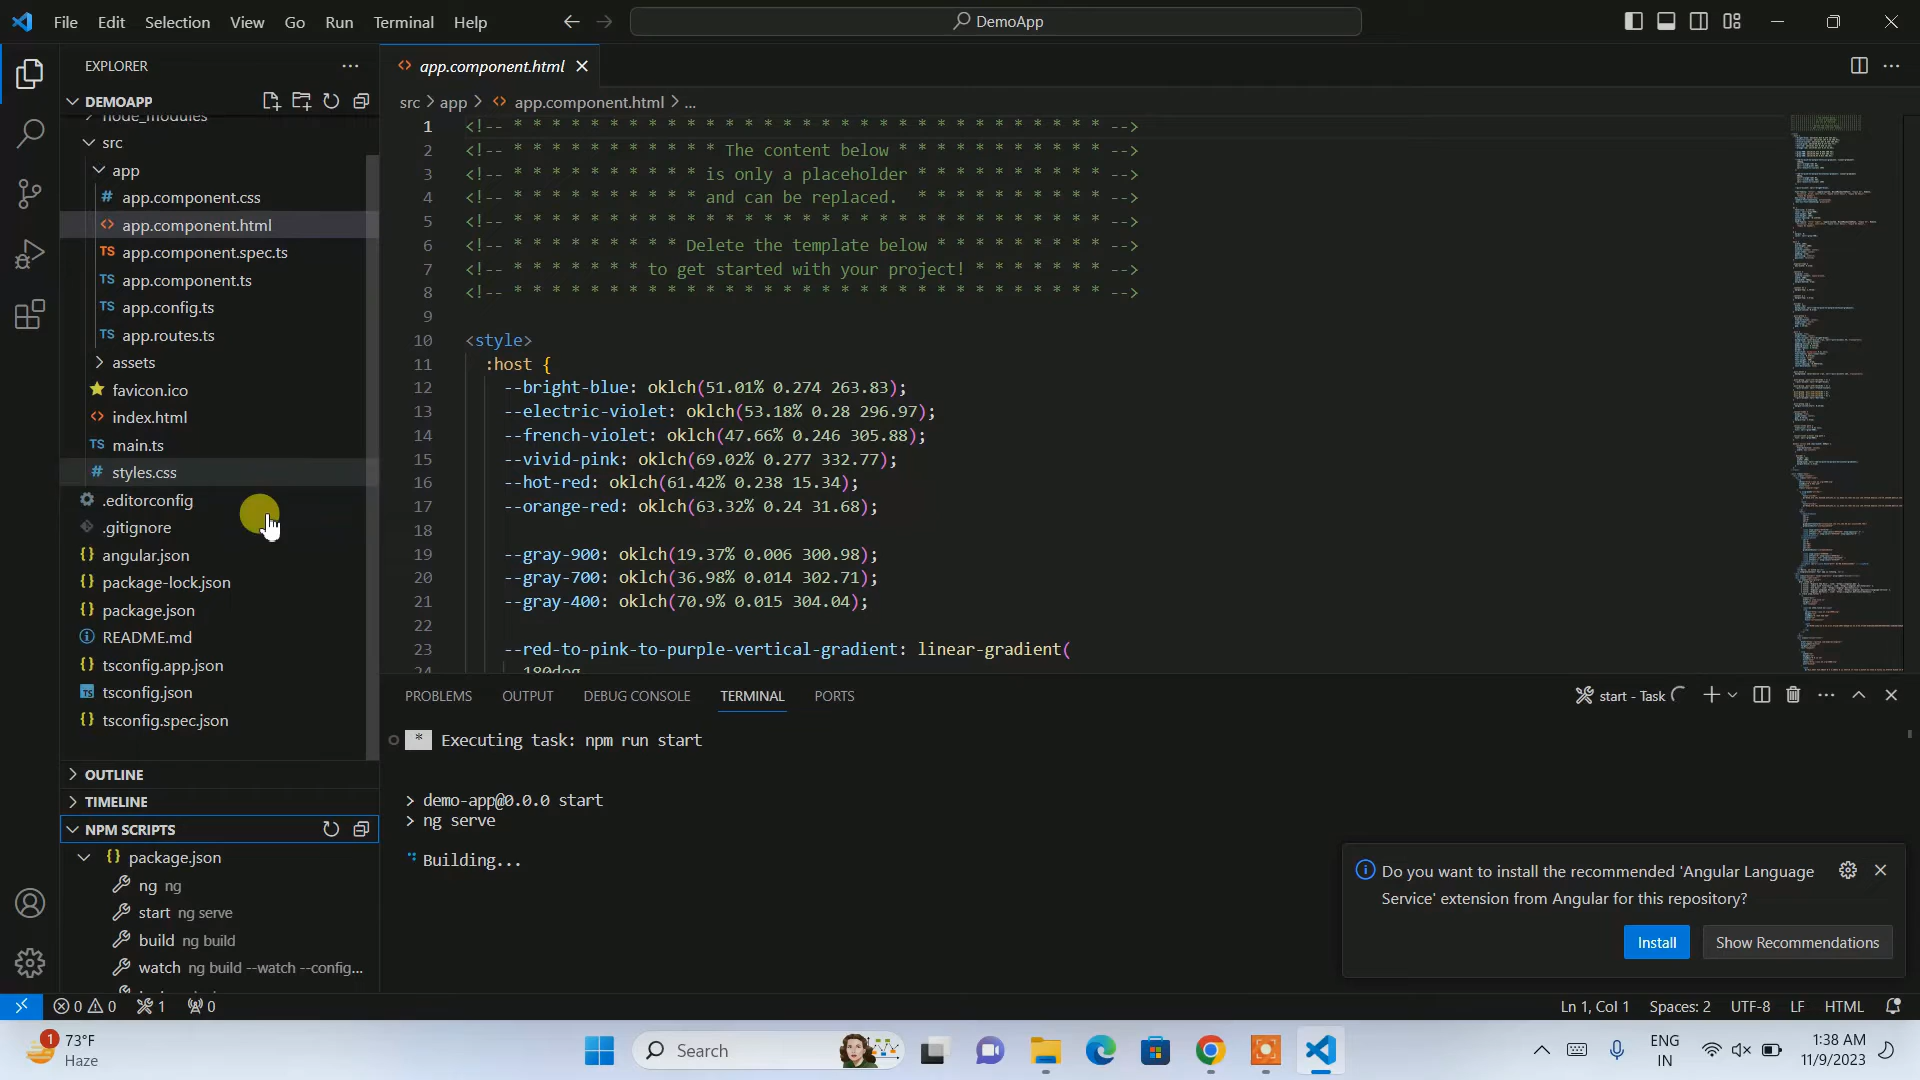 File Edit Selection View Go Run Terminal Help
DemoApp
EXPLORER
DEMOAPP
node_modules
src
app
app.component.css
app.component.html
TS app.component.spec.ts
TS app.component.ts
TS app.config.ts
TS app.routes.ts
assets
favicon.ico
index.html
TS main.ts
# styles.css
.editorconfig
.gitignore
{} angular.json
{} package-lock.json
{} package.json
README.md
{} tsconfig.app.json
TS tsconfig.json
{} tsconfig.spec.json
OUTLINE
TIMELINE
NPM SCRIPTS
{} package.json
ng ng
start ng serve
build ng build
watch ng build --watch --config...
app.component.html
src > app > app.component.html > ...
1 <!-- * * * * * * * * * * * * * * * * * * * * * * * * * * * * * * * -->
2 <!-- * * * * * * * * * * * The content below * * * * * * * * * * * -->
3 <!-- * * * * * * * * * * is only a placeholder * * * * * * * * * * -->
4 <!-- * * * * * * * * * * and can be replaced.  * * * * * * * * * * -->
5 <!-- * * * * * * * * * * * * * * * * * * * * * * * * * * * * * * * -->
6 <!-- * * * * * * * * * Delete the template below * * * * * * * * * -->
7 <!-- * * * * * * * to get started with your project! * * * * * * * -->
8 <!-- * * * * * * * * * * * * * * * * * * * * * * * * * * * * * * * -->
9
10 <style>
11 :host {
12 --bright-blue: oklch(51.01% 0.274 263.83);
13 --electric-violet: oklch(53.18% 0.28 296.97);
14 --french-violet: oklch(47.66% 0.246 305.88);
15 --vivid-pink: oklch(69.02% 0.277 332.77);
16 --hot-red: oklch(61.42% 0.238 15.34);
17 --orange-red: oklch(63.32% 0.24 31.68);
18
19 --gray-900: oklch(19.37% 0.006 300.98);
20 --gray-700: oklch(36.98% 0.014 302.71);
21 --gray-400: oklch(70.9% 0.015 304.04);
22
23 --red-to-pink-to-purple-vertical-gradient: linear-gradient(
24 180deg
PROBLEMS OUTPUT DEBUG CONSOLE TERMINAL PORTS
start - Task
* Executing task: npm run start
> demo-app@0.0.0 start
> ng serve
Building...
Do you want to install the recommended 'Angular Language
Service' extension from Angular for this repository?
Install Show Recommendations
0 0 1 0
Ln 1, Col 1 Spaces: 2 UTF-8 LF HTML
1 73°F
Haze
Search
ENG
IN
1:38 AM
11/9/2023